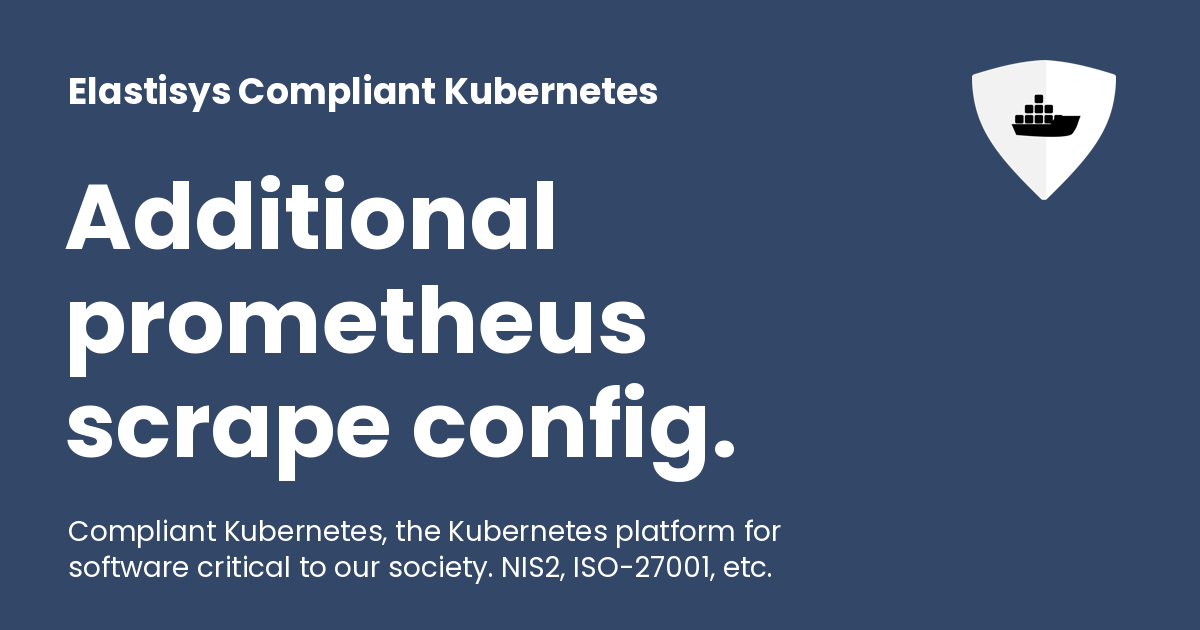 Elastisys Compliant Kubernetes
Additional
prometheus
scrape config.
Compliant Kubernetes, the Kubernetes platform for
software critical to our society. NIS2, ISO-27001, etc.